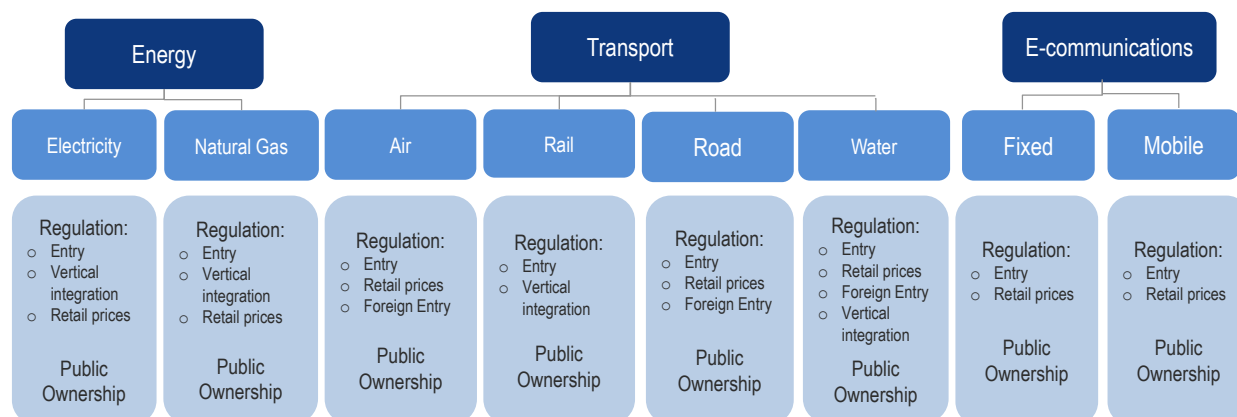 Energy
Transport
E-communications
Electricity
Natural Gas
Air
Rail
Road
Water
Fixed
Mobile
Regulation:
o Entry
o Vertical
integration
o Retail prices
Public
Ownership
Regulation:
o Entry
o Vertical
integration
o Retail prices
Public
Ownership
Regulation:
o Entry
o Retail prices
o Foreign Entry
Public
Ownership
Regulation:
o Entry
o Vertical
integration
Public
Ownership
Regulation:
o Entry
o Retail prices
o Foreign Entry
Public
Ownership
Regulation:
o Entry
o Retail prices
o Foreign Entry
o Vertical
integration
Public
Ownership
Regulation:
o Entry
o Retail prices
Public
Ownership
Regulation:
o Entry
o Retail prices
Public
Ownership